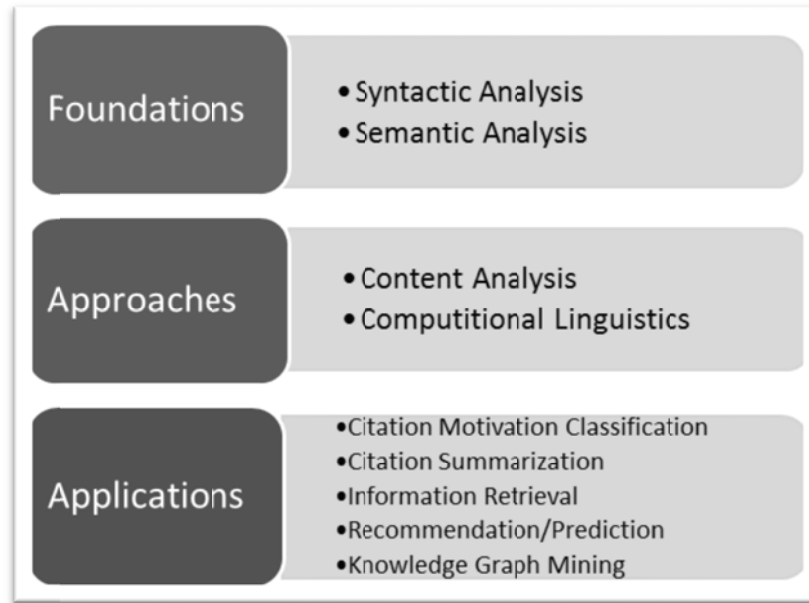 Foundations
•Syntactic Analysis
•Semantic Analysis
Approaches
•Content Analysis
•Computitional Linguistics
Applications
•Citation Motivation Classification
•Citation Summarization
•Information Retrieval
•Recommendation/Prediction
•Knowledge Graph Mining